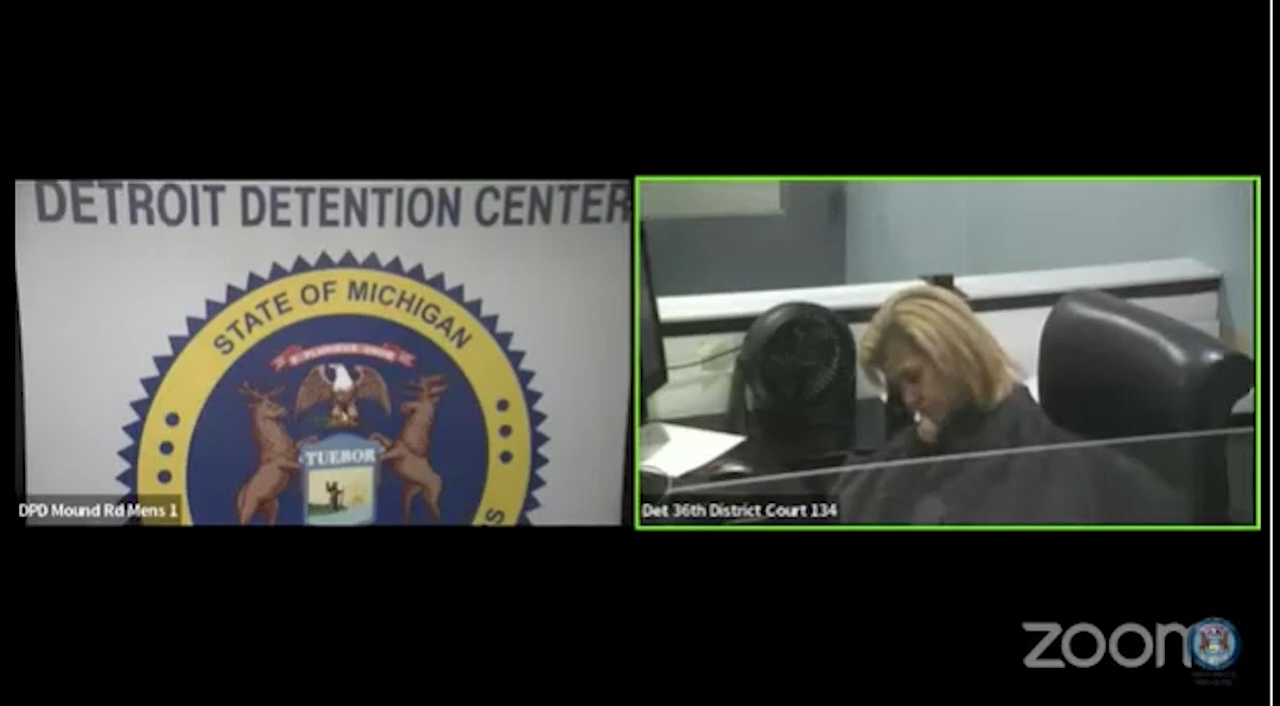 DETROIT DETENTION CENTER
STATE OF MICHIGAN
TUEBOR
DPD Mound Rd Mens 1
Det 36th District Court 134
zoom